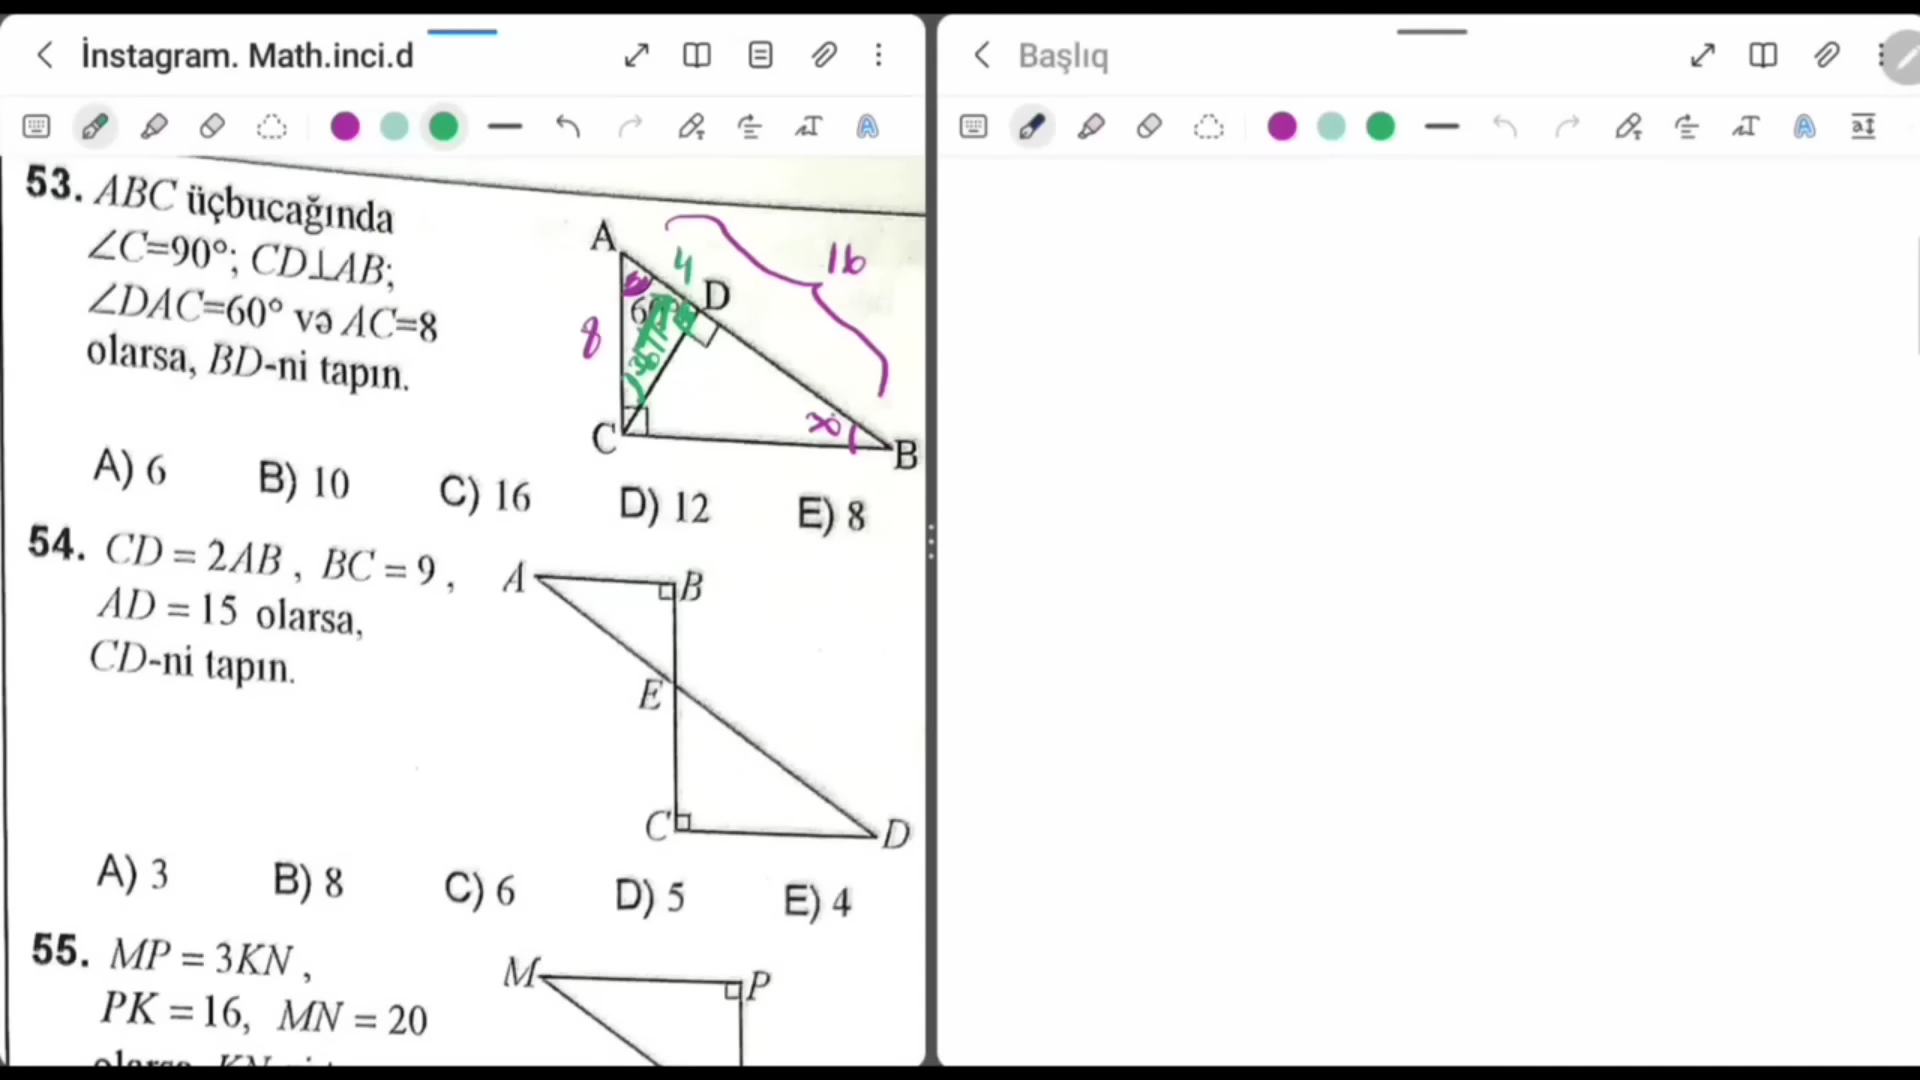 İnstagram. Math.inci.d
Başlıq
53. ABC üçbucağında
∠C=90°; CD⊥AB;
∠DAC=60° və AC=8
olarsa, BD-ni tapın.
A
4
16
D
8
C
B
A) 6 B) 10 C) 16 D) 12 E) 8
54. CD = 2AB , BC = 9 ,
AD = 15 olarsa,
CD-ni tapın.
A
B
E
C
D
A) 3 B) 8 C) 6 D) 5 E) 4
55. MP = 3KN ,
PK = 16, MN = 20
olarsa, KN
M
P